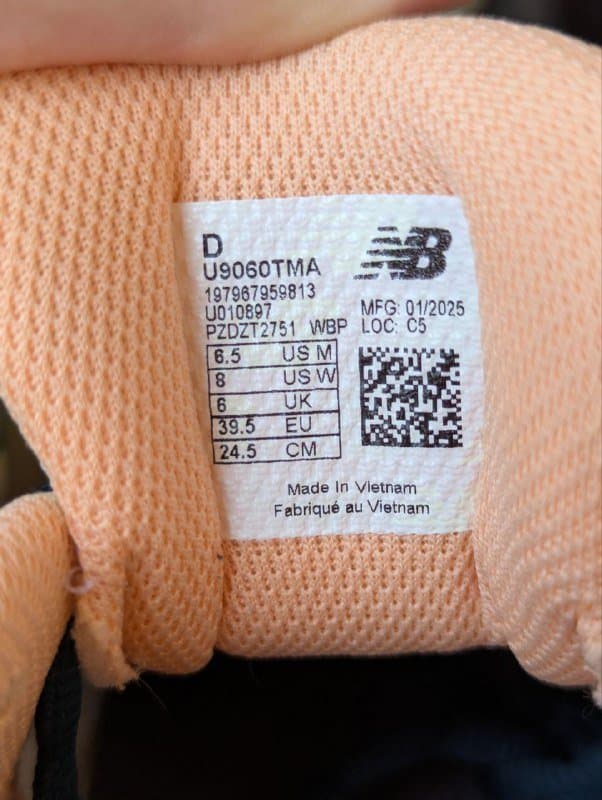 D
U9060TMA
197967959813
U010897
PZDZT2751 WBP
NB
MFG: 01/2025
LOC: C5
6.5 US M
8 US W
6 UK
39.5 EU
24.5 CM
Made In Vietnam
Fabriqué au Vietnam